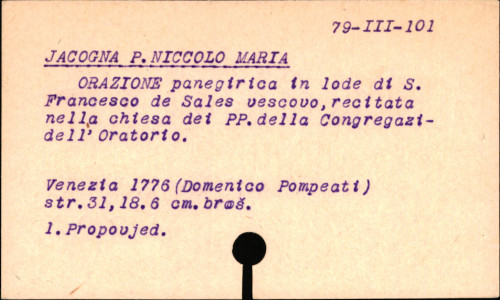 79-III-101
JACOGNA P. NICCOLO MARIA
ORAZIONE panegirica in lode di S.
Francesco de Sales vescovo, recitata
nella chiesa dei PP. della Congregazi-
dell' Oratorio.
Venezia 1776 (Domenico Pompeati)
str. 31, 18.6 cm. broš.
1. Propovjed.